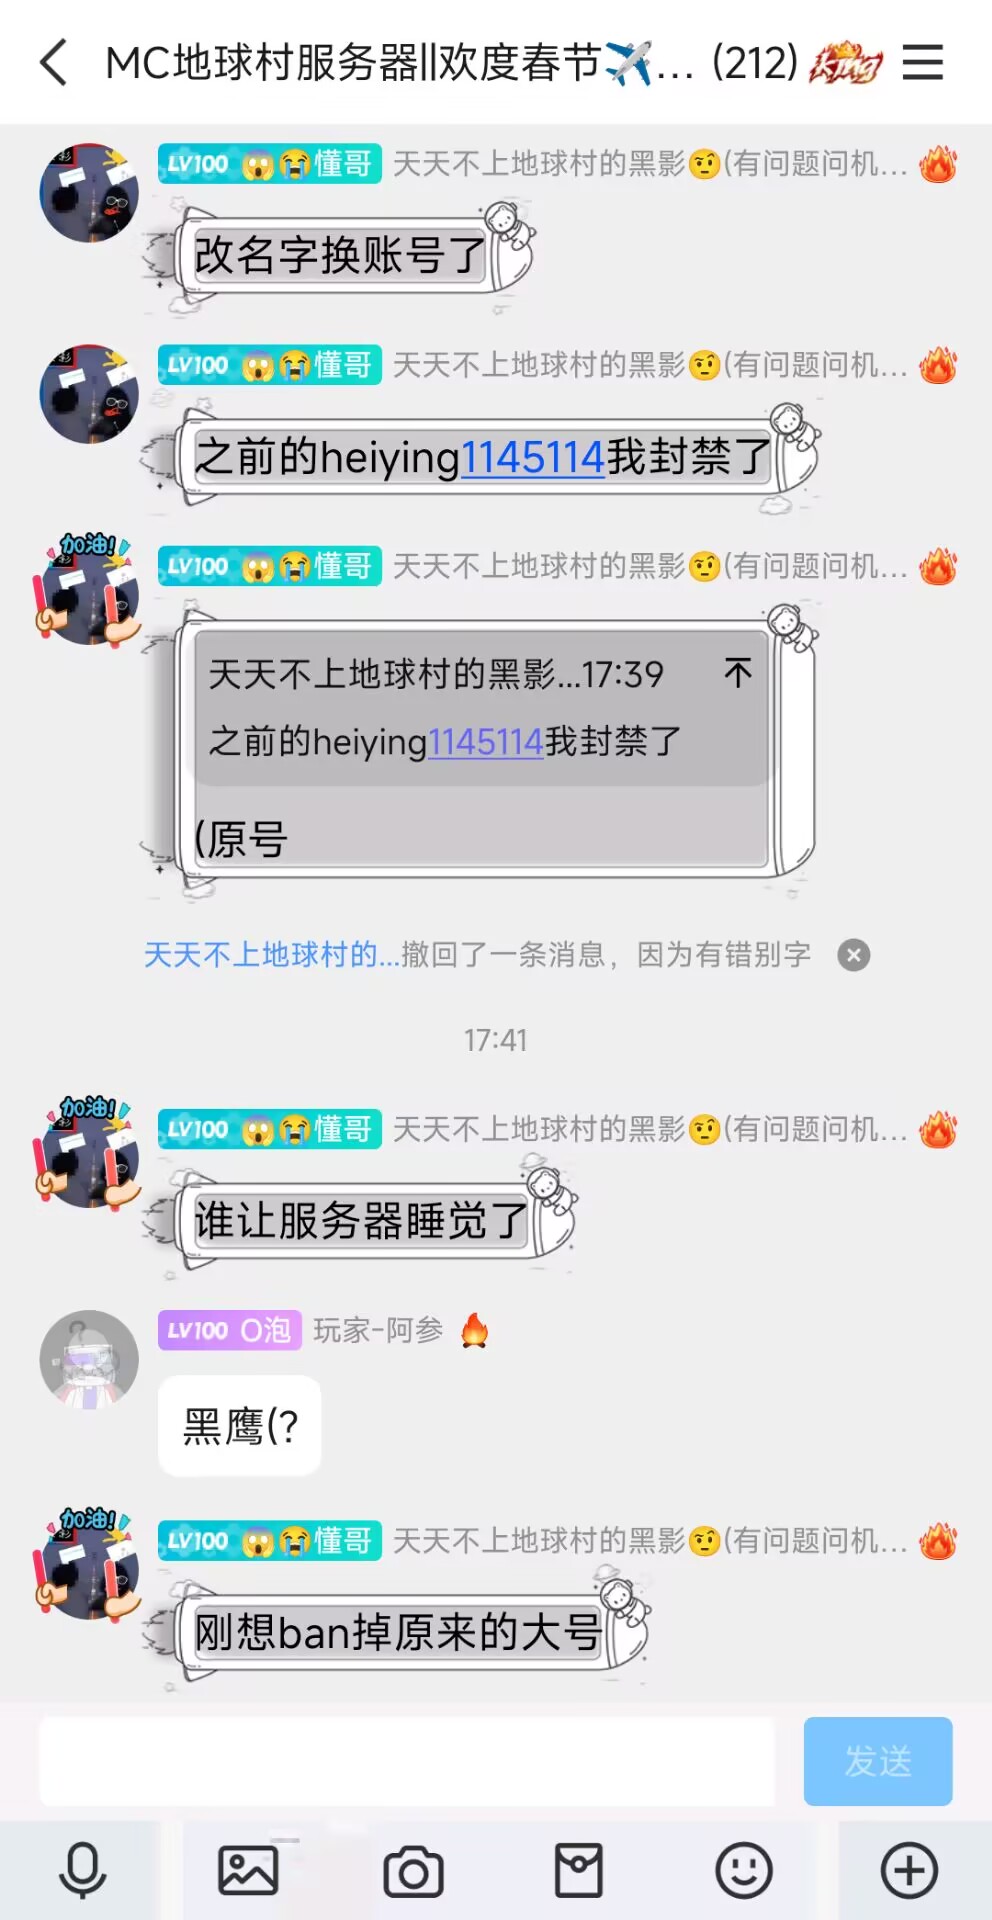 MC地球村服务器||欢度春节✈️... (212) king
LV100 😱😭懂哥 天天不上地球村的黑影🤨(有问题问机...
改名字换账号了
LV100 😱😭懂哥 天天不上地球村的黑影🤨(有问题问机...
之前的heiying1145114我封禁了
加油!
LV100 😱😭懂哥 天天不上地球村的黑影🤨(有问题问机...
天天不上地球村的黑影...17:39
之前的heiying1145114我封禁了
(原号
天天不上地球村的...撤回了一条消息，因为有错别字
17:41
加油!
LV100 😱😭懂哥 天天不上地球村的黑影🤨(有问题问机...
谁让服务器睡觉了
LV100 O泡 玩家-阿参
黑鹰(?
加油!
LV100 😱😭懂哥 天天不上地球村的黑影🤨(有问题问机...
刚想ban掉原来的大号
发送